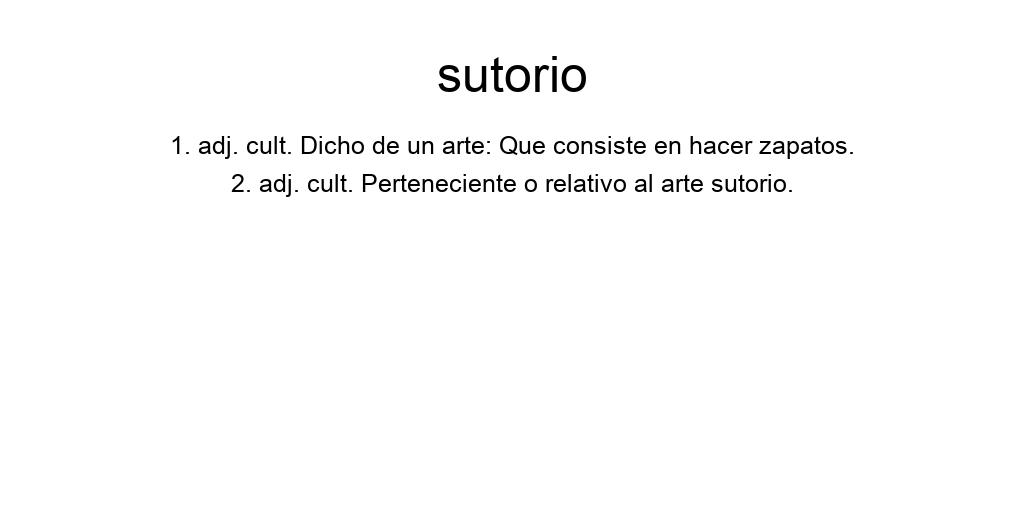 sutorio
1. adj. cult. Dicho de un arte: Que consiste en hacer zapatos.
2. adj. cult. Perteneciente o relativo al arte sutorio.